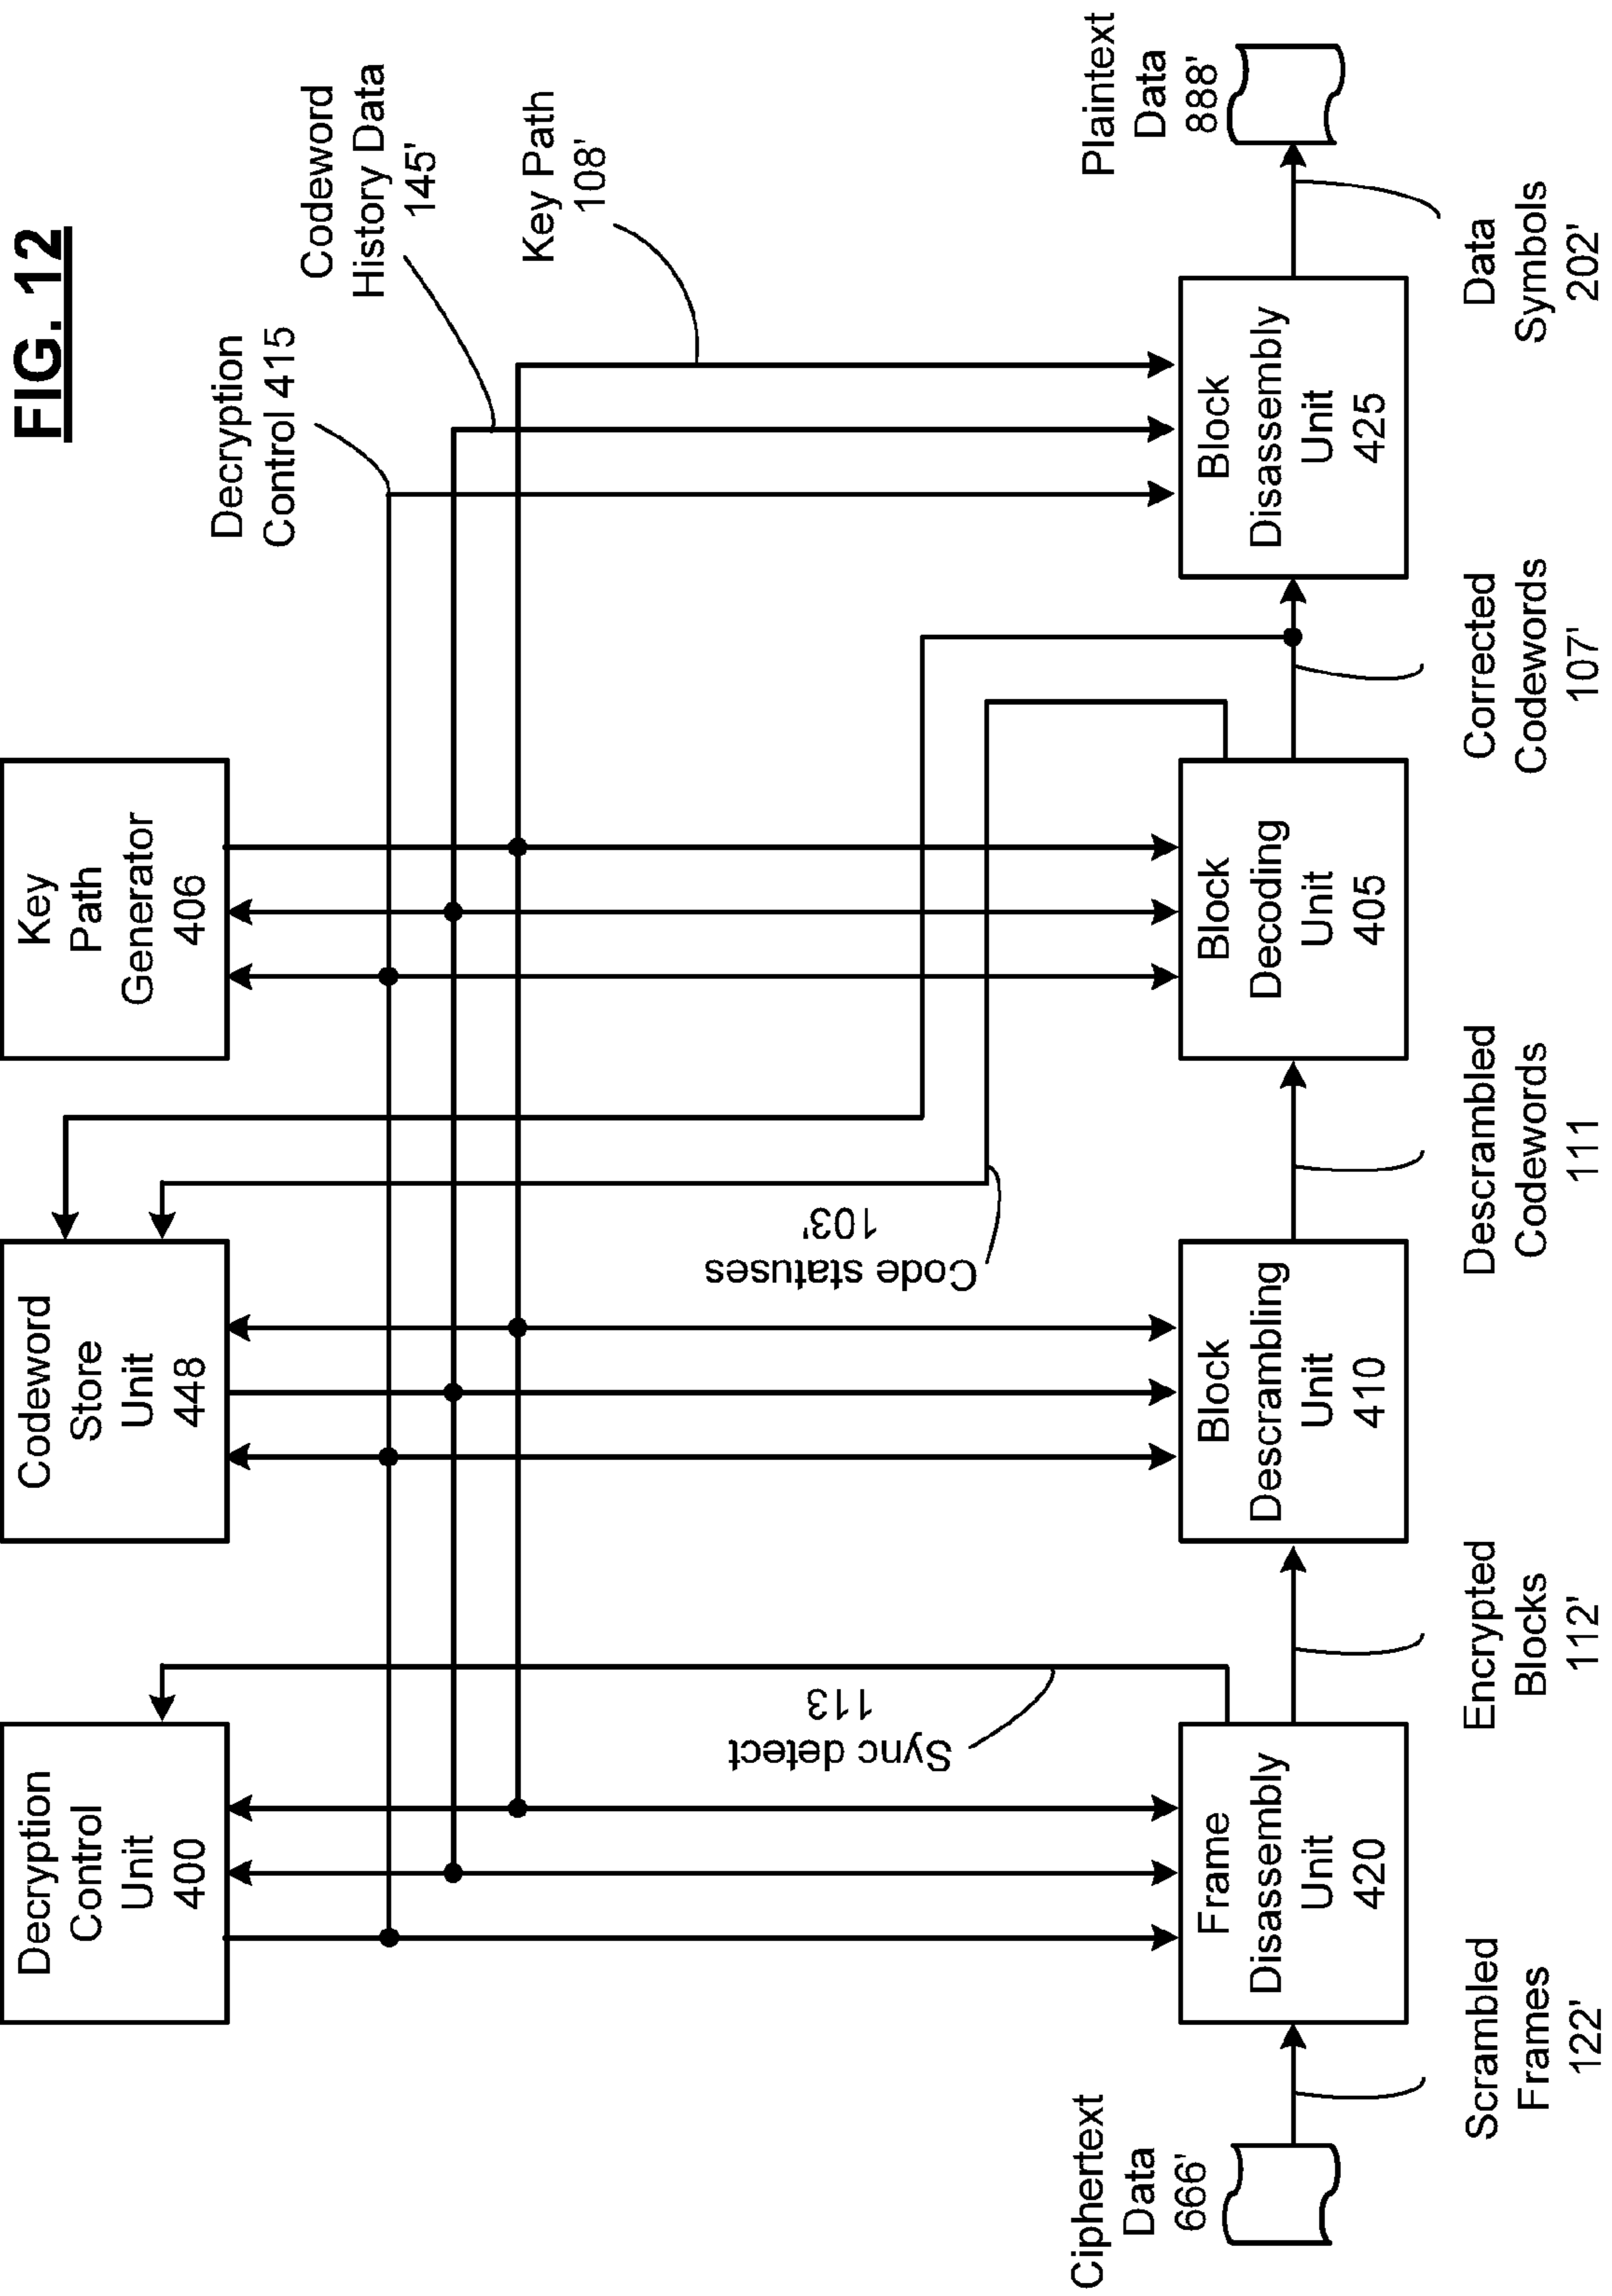 FIG. 12
Decryption
Control
Unit
400
Codeword
Store
Unit
448
Key
Path
Generator
406
Decryption
Control 415
Codeword
History Data
145'
Key Path
108'
Sync detect
113
Code statuses
103'
Ciphertext
Data
666'
Frame
Disassembly
Unit
420
Block
Descrambling
Unit
410
Block
Decoding
Unit
405
Block
Disassembly
Unit
425
Plaintext
Data
888'
Scrambled
Frames
122'
Encrypted
Blocks
112'
Descrambled
Codewords
111
Corrected
Codewords
107'
Data
Symbols
202'